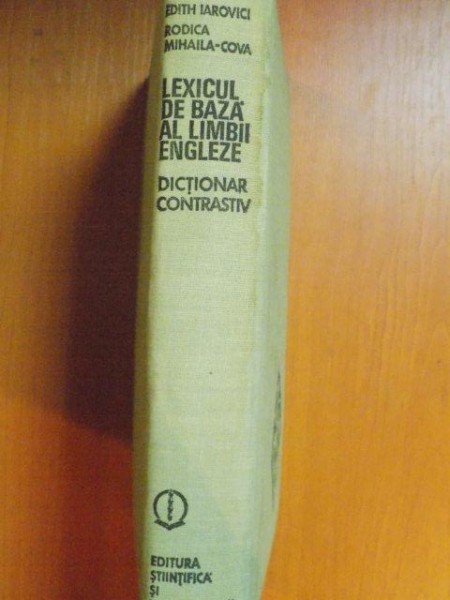 EDITH IAROVICI
RODICA
MIHAILA-COVA
LEXICUL
DE BAZĂ
AL LIMBII
ENGLEZE
DICȚIONAR
CONTRASTIV
EDITURA
ȘTIINȚIFICĂ
ȘI